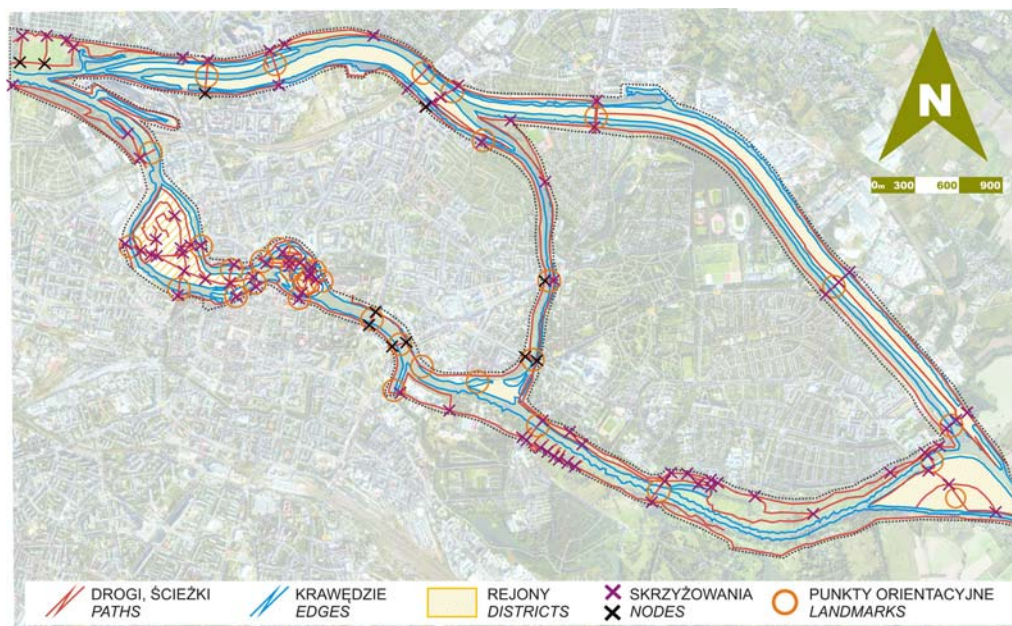 N
0m 300 600 900
DROGI, ŚCIEŻKI
PATHS
KRAWĘDZIE
EDGES
REJONY
DISTRICTS
SKRZYŻOWANIA
NODES
PUNKTY ORIENTACYJNE
LANDMARKS